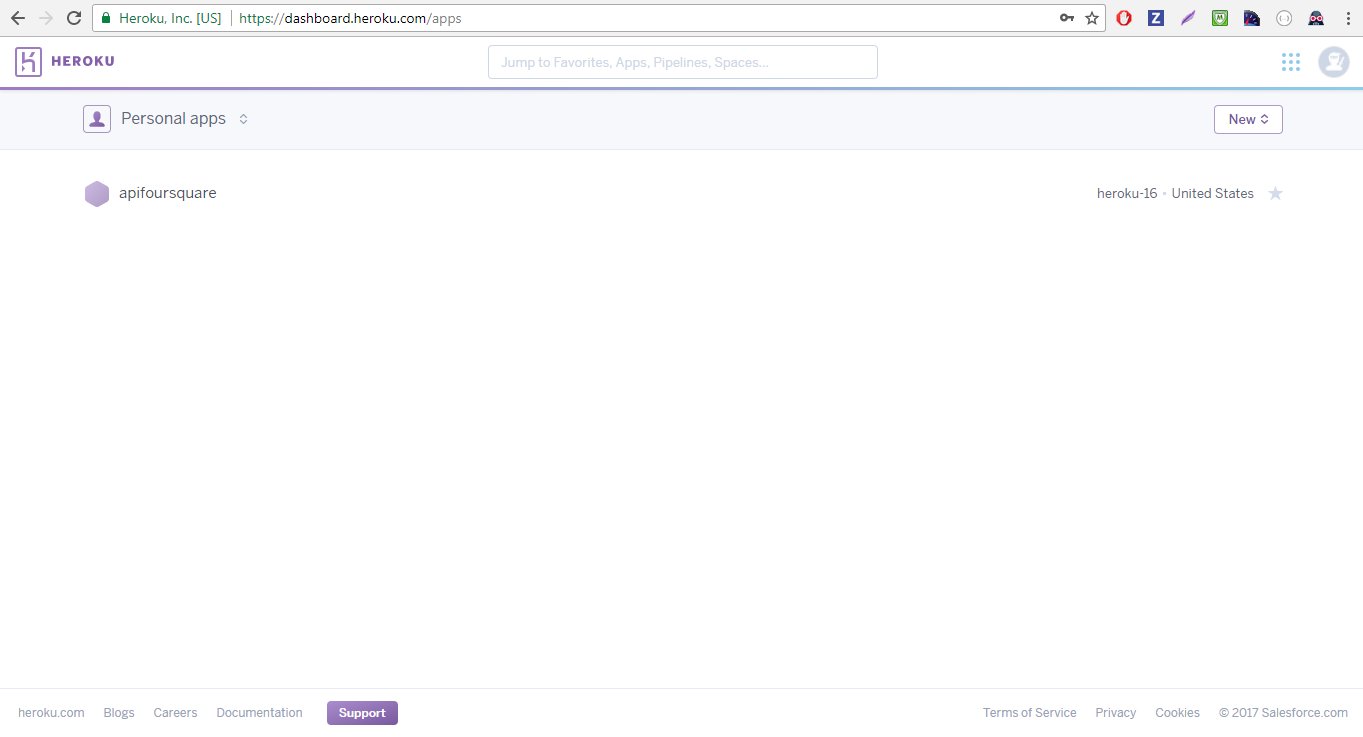 Heroku, Inc. [US] https://dashboard.heroku.com/apps
HEROKU
Jump to Favorites, Apps, Pipelines, Spaces...
Personal apps
New
apifoursquare
heroku-16 • United States
heroku.com Blogs Careers Documentation Support Terms of Service Privacy Cookies © 2017 Salesforce.com